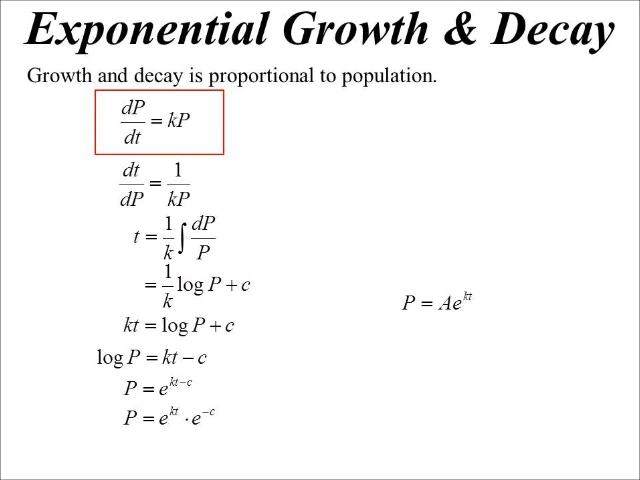 Exponential Growth & Decay
Growth and decay is proportional to population.
dP/dt = kP
dt/dP = 1/kP
t = 1/k ∫ dP/P
= 1/k log P + c
kt = log P + c
log P = kt − c
P = e^(kt−c)
P = e^(kt) · e^(−c)
P = Ae^(kt)